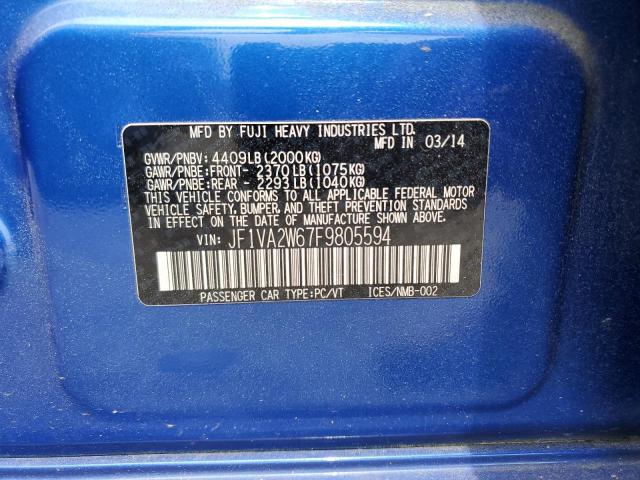 MFD BY FUJI HEAVY INDUSTRIES LTD.
MFD IN 03/14
GVWR/PNBV: 4409LB(2000KG)
GAWR/PNBE:FRONT- 2370LB(1075KG)
GAWR/PNBE:REAR - 2293LB(1040KG)
THIS VEHICLE CONFORMS TO ALL APPLICABLE FEDERAL MOTOR
VEHICLE SAFETY, BUMPER, AND THEFT PREVENTION STANDARDS
IN EFFECT ON THE DATE OF MANUFACTURE SHOWN ABOVE.
VIN: JF1VA2W67F9805594
PASSENGER CAR TYPE:PC/VT ICES/NMB-002